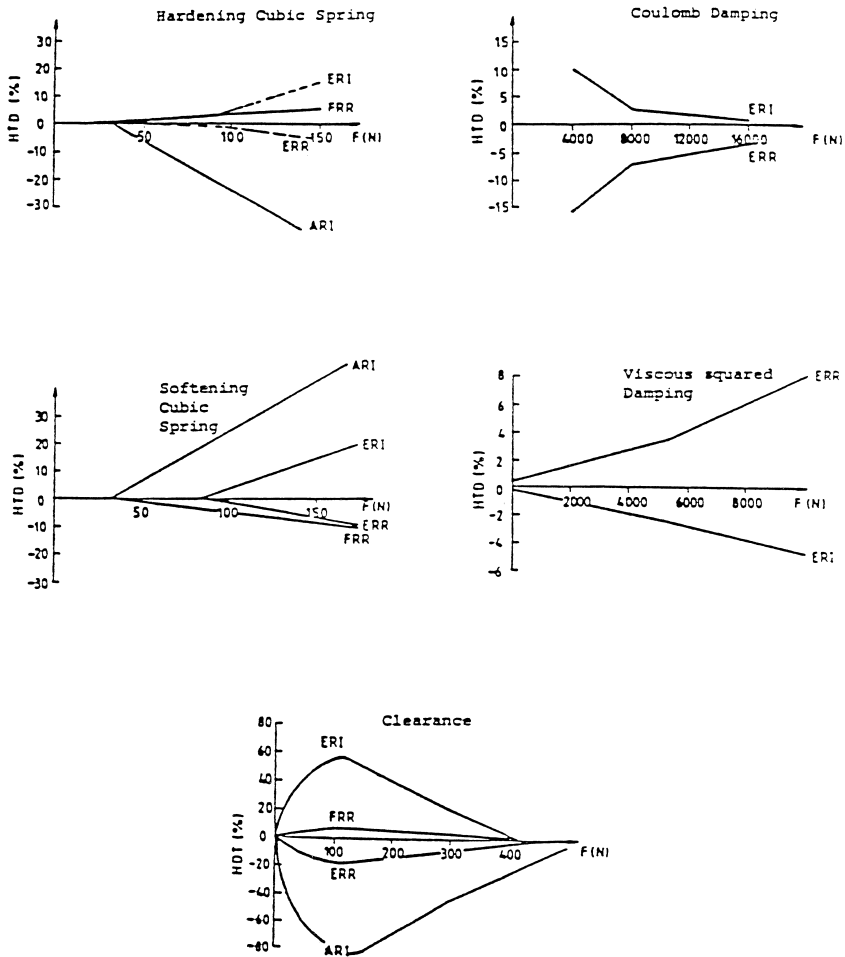 Hardening Cubic Spring
HTD (%)
30
20
10
0
-10
-20
-30
50
100
150
F(N)
ERI
FRR
ERR
ARI
Coulomb Damping
HTD (%)
15
10
5
0
-5
-10
-15
4000
8000
12000
16000
F(N)
ERI
ERR
Softening
Cubic
Spring
HTD (%)
30
20
10
0
-10
-20
-30
50
100
150
F(N)
ARI
ERI
ERR
FRR
Viscous squared
Damping
HTD (%)
8
6
4
2
0
-2
-4
-6
2000
4000
6000
8000
F(N)
ERR
ERI
Clearance
HDT (%)
80
60
40
20
0
-20
-40
-60
-80
100
200
300
400
F(N)
ERI
FRR
ERR
ARI